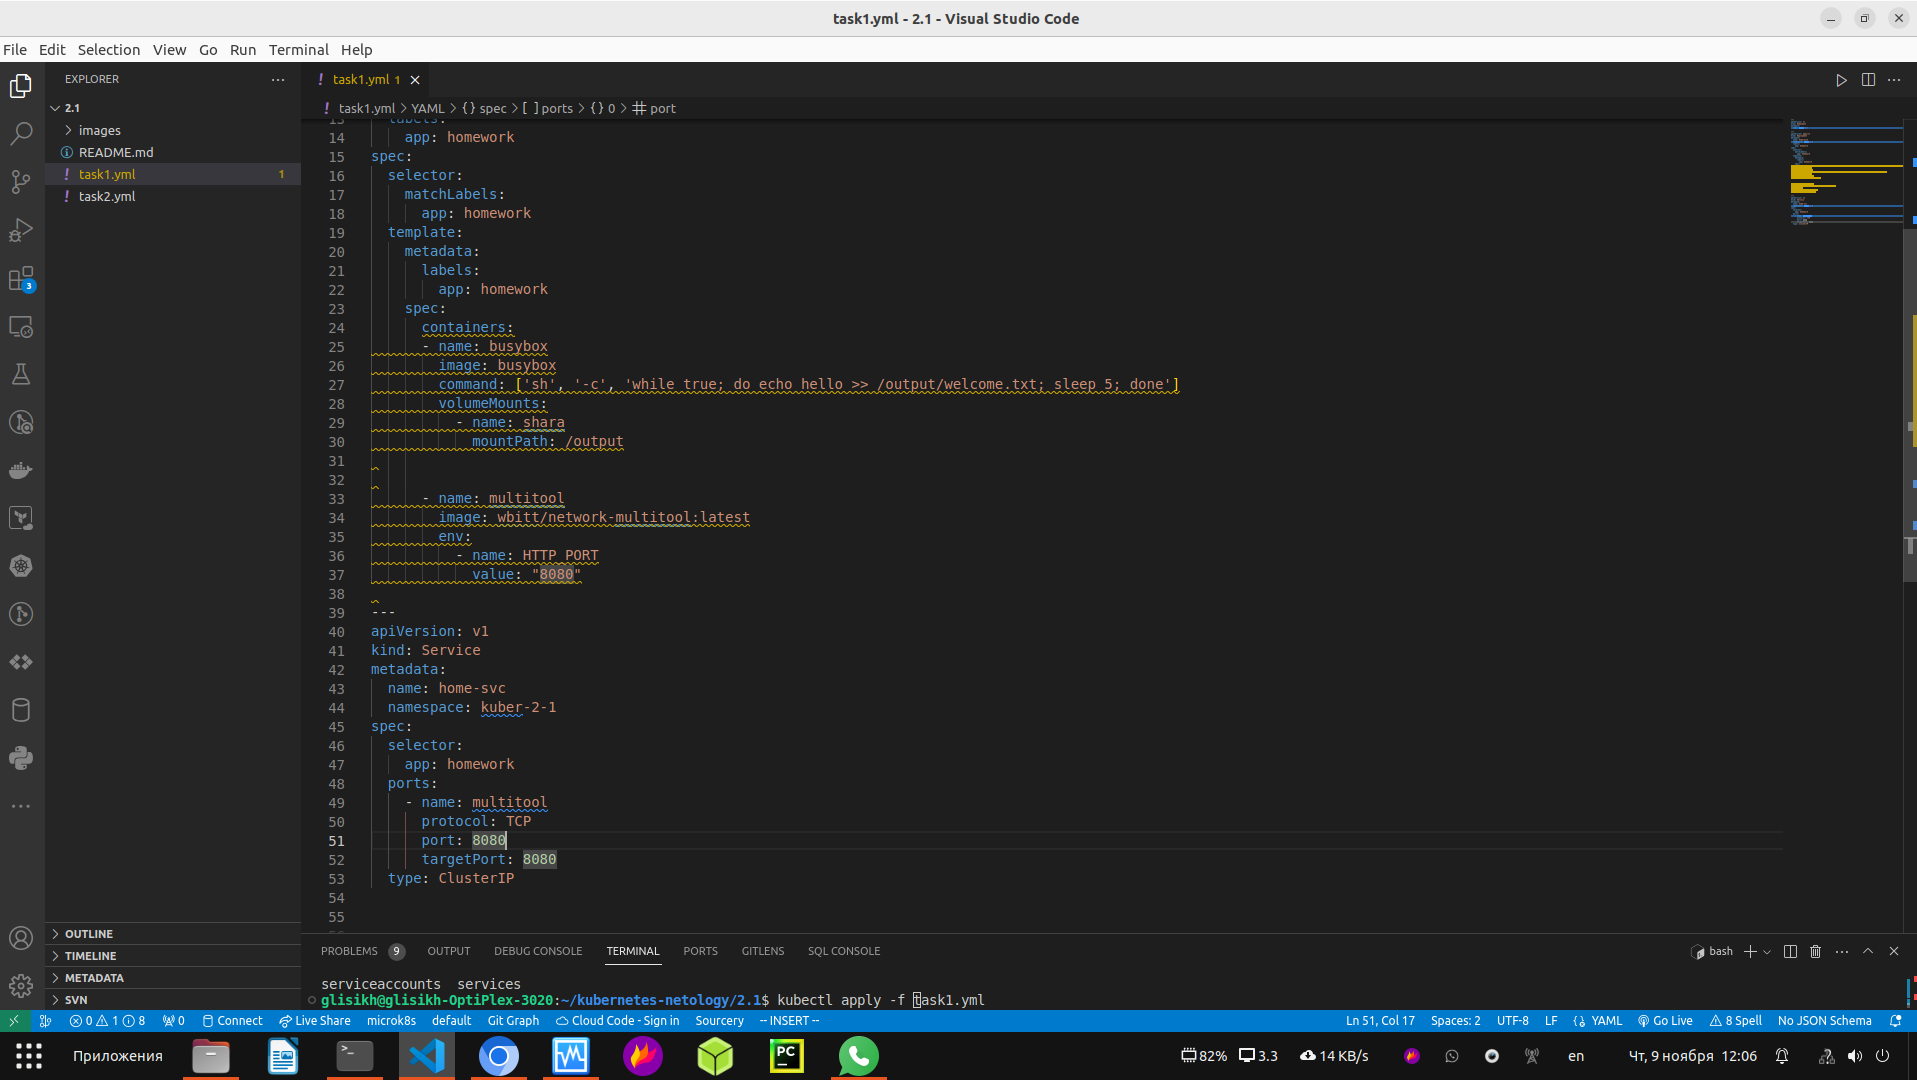 task1.yml - 2.1 - Visual Studio Code
File Edit Selection View Go Run Terminal Help
EXPLORER
task1.yml 1
2.1
task1.yml > YAML > {} spec > [ ] ports > {} 0 > port
images
README.md
task1.yml 1
task2.yml
13 labels:
14 app: homework
15 spec:
16 selector:
17 matchLabels:
18 app: homework
19 template:
20 metadata:
21 labels:
22 app: homework
23 spec:
24 containers:
25 - name: busybox
26 image: busybox
27 command: ['sh', '-c', 'while true; do echo hello >> /output/welcome.txt; sleep 5; done']
28 volumeMounts:
29 - name: shara
30 mountPath: /output
31
32
33 - name: multitool
34 image: wbitt/network-multitool:latest
35 env:
36 - name: HTTP_PORT
37 value: "8080"
38
39 ---
40 apiVersion: v1
41 kind: Service
42 metadata:
43 name: home-svc
44 namespace: kuber-2-1
45 spec:
46 selector:
47 app: homework
48 ports:
49 - name: multitool
50 protocol: TCP
51 port: 8080
52 targetPort: 8080
53 type: ClusterIP
54
55
3
OUTLINE
TIMELINE
METADATA
SVN
PROBLEMS 9 OUTPUT DEBUG CONSOLE TERMINAL PORTS GITLENS SQL CONSOLE
bash
serviceaccounts services
glisikh@glisikh-OptiPlex-3020:~/kubernetes-netology/2.1$ kubectl apply -f task1.yml
0 1 8 0 Connect Live Share microk8s default Git Graph Cloud Code - Sign in Sourcery -- INSERT -- Ln 51, Col 17 Spaces: 2 UTF-8 LF {} YAML Go Live 8 Spell No JSON Schema
Приложения PC 82% 3.3 14 KB/s en Чт, 9 ноября 12:06